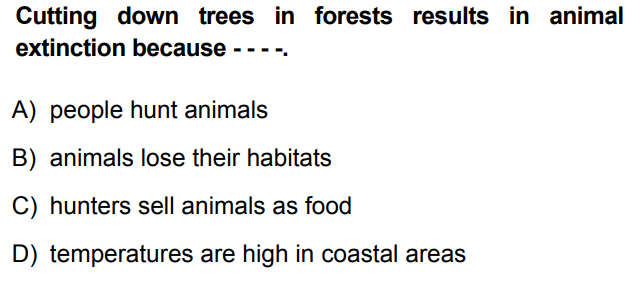 Cutting down trees in forests results in animal
extinction because - - - -.
A) people hunt animals
B) animals lose their habitats
C) hunters sell animals as food
D) temperatures are high in coastal areas